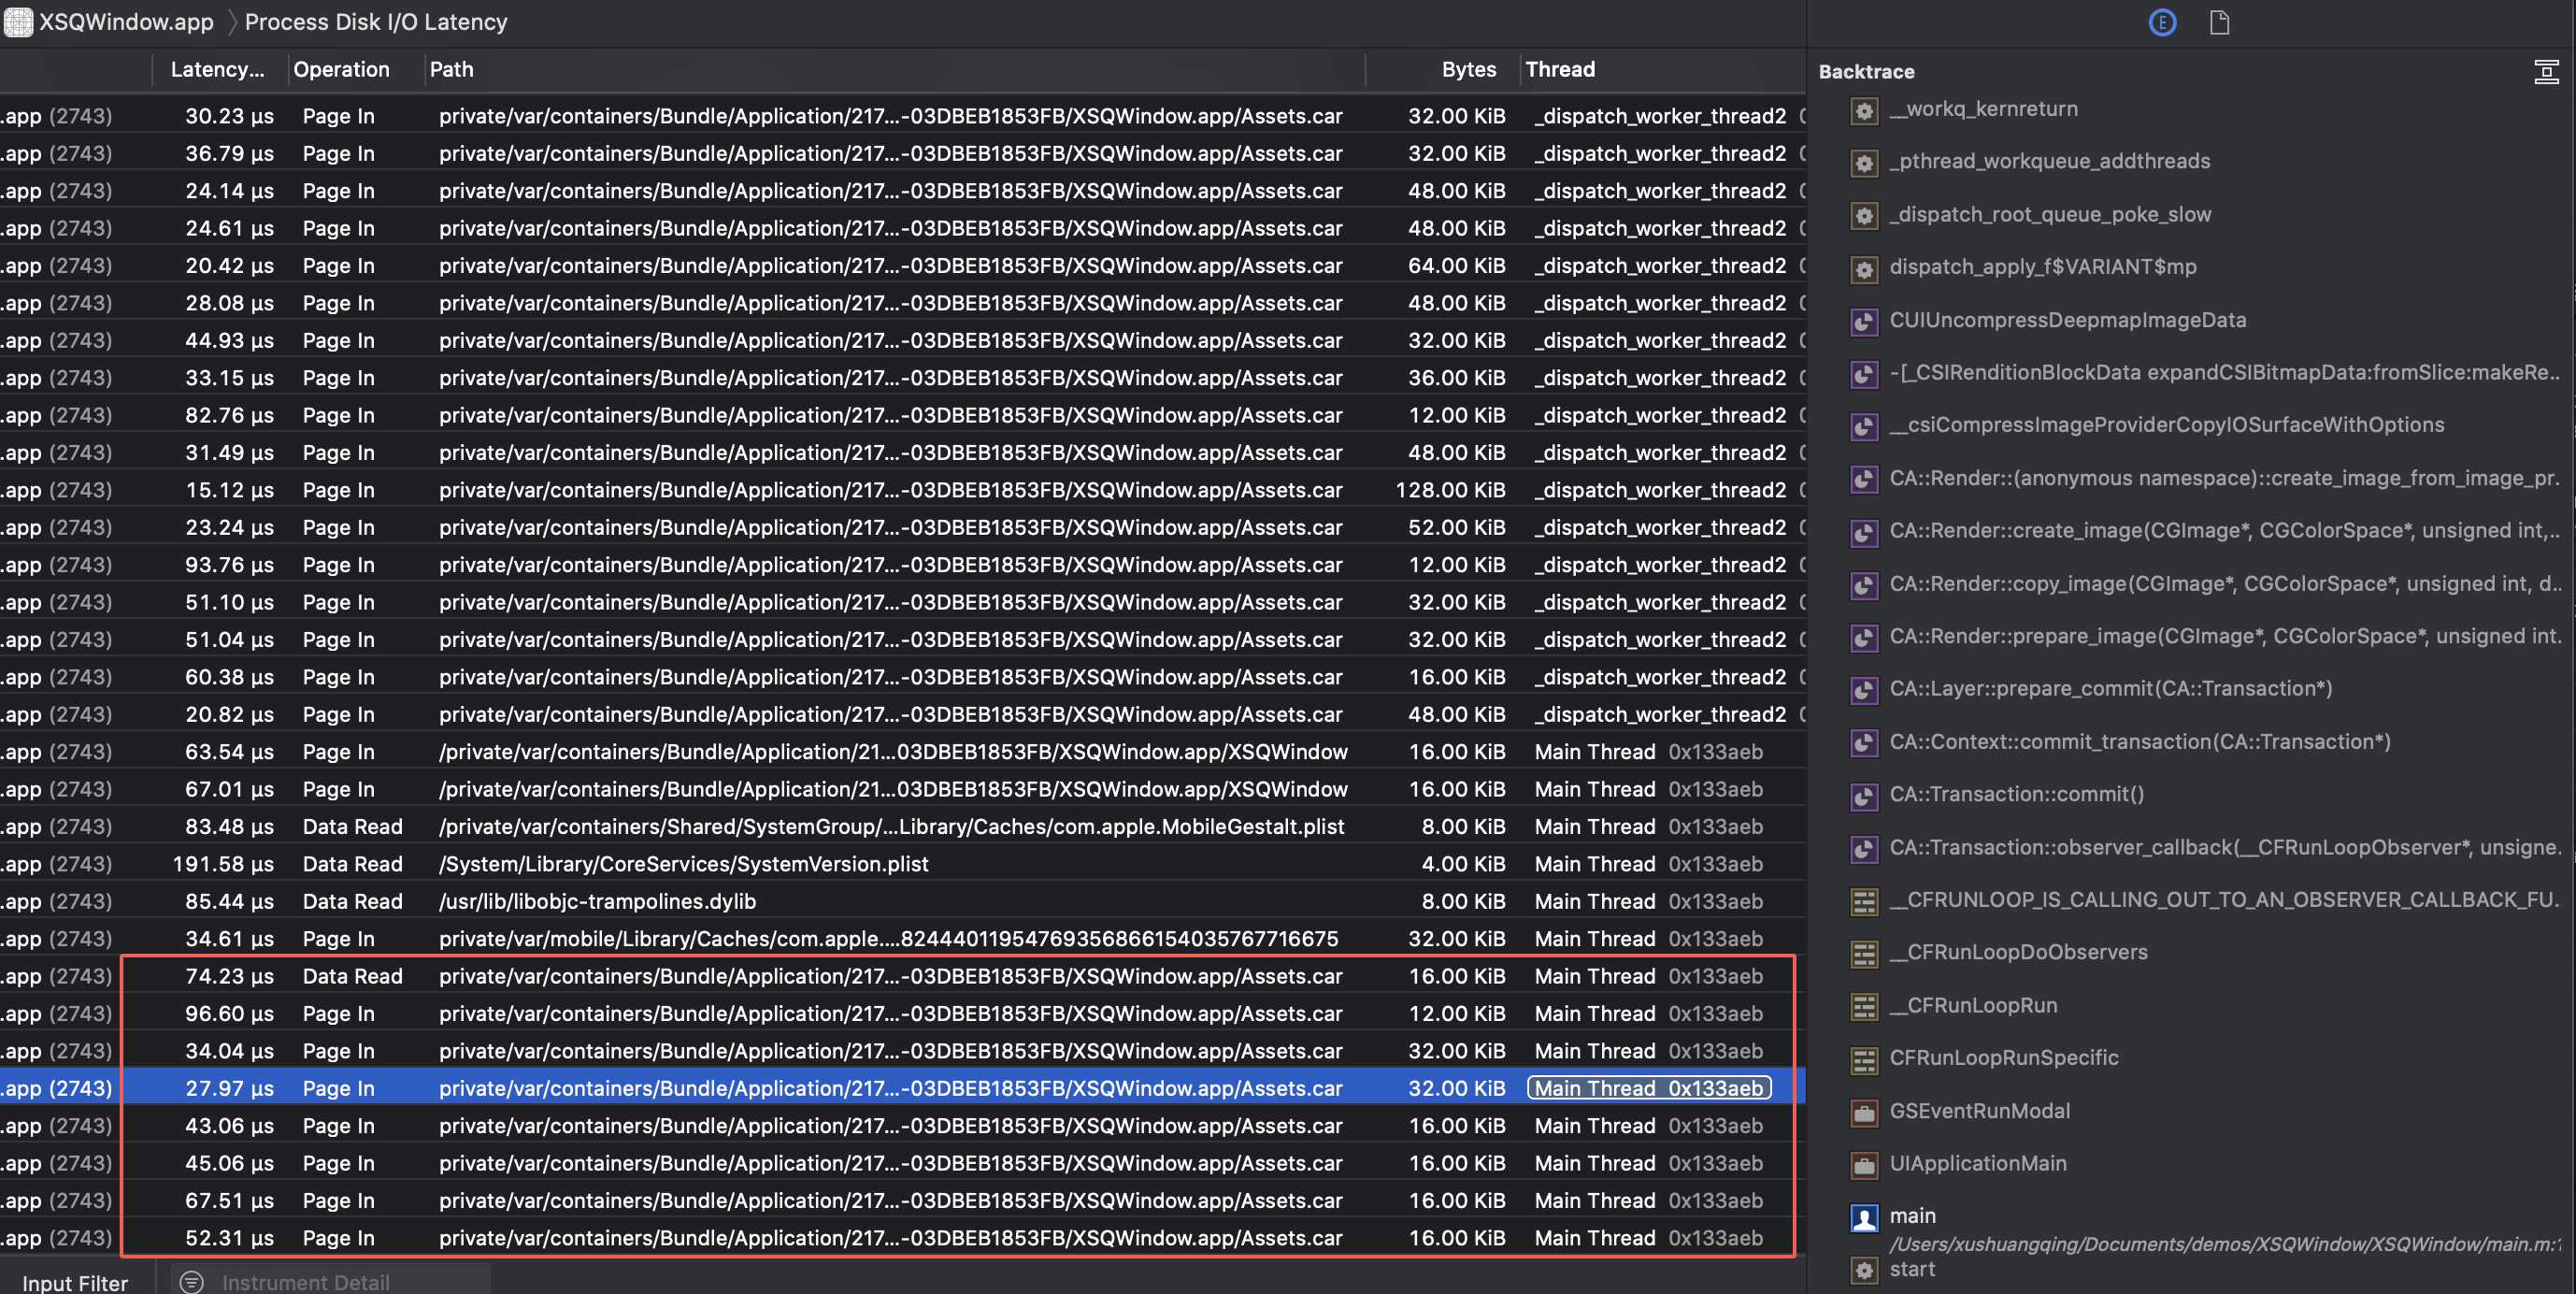 XSQWindow.app Process Disk I/O Latency
Latency... Operation Path Bytes Thread
.app (2743) 30.23 µs Page In private/var/containers/Bundle/Application/217...-03DBEB1853FB/XSQWindow.app/Assets.car 32.00 KiB _dispatch_worker_thread2
.app (2743) 36.79 µs Page In private/var/containers/Bundle/Application/217...-03DBEB1853FB/XSQWindow.app/Assets.car 32.00 KiB _dispatch_worker_thread2
.app (2743) 24.14 µs Page In private/var/containers/Bundle/Application/217...-03DBEB1853FB/XSQWindow.app/Assets.car 48.00 KiB _dispatch_worker_thread2
.app (2743) 24.61 µs Page In private/var/containers/Bundle/Application/217...-03DBEB1853FB/XSQWindow.app/Assets.car 48.00 KiB _dispatch_worker_thread2
.app (2743) 20.42 µs Page In private/var/containers/Bundle/Application/217...-03DBEB1853FB/XSQWindow.app/Assets.car 64.00 KiB _dispatch_worker_thread2
.app (2743) 28.08 µs Page In private/var/containers/Bundle/Application/217...-03DBEB1853FB/XSQWindow.app/Assets.car 48.00 KiB _dispatch_worker_thread2
.app (2743) 44.93 µs Page In private/var/containers/Bundle/Application/217...-03DBEB1853FB/XSQWindow.app/Assets.car 32.00 KiB _dispatch_worker_thread2
.app (2743) 33.15 µs Page In private/var/containers/Bundle/Application/217...-03DBEB1853FB/XSQWindow.app/Assets.car 36.00 KiB _dispatch_worker_thread2
.app (2743) 82.76 µs Page In private/var/containers/Bundle/Application/217...-03DBEB1853FB/XSQWindow.app/Assets.car 12.00 KiB _dispatch_worker_thread2
.app (2743) 31.49 µs Page In private/var/containers/Bundle/Application/217...-03DBEB1853FB/XSQWindow.app/Assets.car 48.00 KiB _dispatch_worker_thread2
.app (2743) 15.12 µs Page In private/var/containers/Bundle/Application/217...-03DBEB1853FB/XSQWindow.app/Assets.car 128.00 KiB _dispatch_worker_thread2
.app (2743) 23.24 µs Page In private/var/containers/Bundle/Application/217...-03DBEB1853FB/XSQWindow.app/Assets.car 52.00 KiB _dispatch_worker_thread2
.app (2743) 93.76 µs Page In private/var/containers/Bundle/Application/217...-03DBEB1853FB/XSQWindow.app/Assets.car 12.00 KiB _dispatch_worker_thread2
.app (2743) 51.10 µs Page In private/var/containers/Bundle/Application/217...-03DBEB1853FB/XSQWindow.app/Assets.car 32.00 KiB _dispatch_worker_thread2
.app (2743) 51.04 µs Page In private/var/containers/Bundle/Application/217...-03DBEB1853FB/XSQWindow.app/Assets.car 32.00 KiB _dispatch_worker_thread2
.app (2743) 60.38 µs Page In private/var/containers/Bundle/Application/217...-03DBEB1853FB/XSQWindow.app/Assets.car 16.00 KiB _dispatch_worker_thread2
.app (2743) 20.82 µs Page In private/var/containers/Bundle/Application/217...-03DBEB1853FB/XSQWindow.app/Assets.car 48.00 KiB _dispatch_worker_thread2
.app (2743) 63.54 µs Page In /private/var/containers/Bundle/Application/21...03DBEB1853FB/XSQWindow.app/XSQWindow 16.00 KiB Main Thread 0x133aeb
.app (2743) 67.01 µs Page In /private/var/containers/Bundle/Application/21...03DBEB1853FB/XSQWindow.app/XSQWindow 16.00 KiB Main Thread 0x133aeb
.app (2743) 83.48 µs Data Read /private/var/containers/Shared/SystemGroup/...Library/Caches/com.apple.MobileGestalt.plist 8.00 KiB Main Thread 0x133aeb
.app (2743) 191.58 µs Data Read /System/Library/CoreServices/SystemVersion.plist 4.00 KiB Main Thread 0x133aeb
.app (2743) 85.44 µs Data Read /usr/lib/libobjc-trampolines.dylib 8.00 KiB Main Thread 0x133aeb
.app (2743) 34.61 µs Page In private/var/mobile/Library/Caches/com.apple....82444011954769356866154035767716675 32.00 KiB Main Thread 0x133aeb
.app (2743) 74.23 µs Data Read private/var/containers/Bundle/Application/217...-03DBEB1853FB/XSQWindow.app/Assets.car 16.00 KiB Main Thread 0x133aeb
.app (2743) 96.60 µs Page In private/var/containers/Bundle/Application/217...-03DBEB1853FB/XSQWindow.app/Assets.car 12.00 KiB Main Thread 0x133aeb
.app (2743) 34.04 µs Page In private/var/containers/Bundle/Application/217...-03DBEB1853FB/XSQWindow.app/Assets.car 32.00 KiB Main Thread 0x133aeb
.app (2743) 27.97 µs Page In private/var/containers/Bundle/Application/217...-03DBEB1853FB/XSQWindow.app/Assets.car 32.00 KiB Main Thread 0x133aeb
.app (2743) 43.06 µs Page In private/var/containers/Bundle/Application/217...-03DBEB1853FB/XSQWindow.app/Assets.car 16.00 KiB Main Thread 0x133aeb
.app (2743) 45.06 µs Page In private/var/containers/Bundle/Application/217...-03DBEB1853FB/XSQWindow.app/Assets.car 16.00 KiB Main Thread 0x133aeb
.app (2743) 67.51 µs Page In private/var/containers/Bundle/Application/217...-03DBEB1853FB/XSQWindow.app/Assets.car 16.00 KiB Main Thread 0x133aeb
.app (2743) 52.31 µs Page In private/var/containers/Bundle/Application/217...-03DBEB1853FB/XSQWindow.app/Assets.car 16.00 KiB Main Thread 0x133aeb
Input Filter Instrument Detail
E
Backtrace
__workq_kernreturn
_pthread_workqueue_addthreads
_dispatch_root_queue_poke_slow
dispatch_apply_f$VARIANT$mp
CUIUncompressDeepmapImageData
-[_CSIRenditionBlockData expandCSIBitmapData:fromSlice:makeRe...
__csiCompressImageProviderCopyIOSurfaceWithOptions
CA::Render::(anonymous namespace)::create_image_from_image_pr...
CA::Render::create_image(CGImage*, CGColorSpace*, unsigned int,...
CA::Render::copy_image(CGImage*, CGColorSpace*, unsigned int, d...
CA::Render::prepare_image(CGImage*, CGColorSpace*, unsigned int...
CA::Layer::prepare_commit(CA::Transaction*)
CA::Context::commit_transaction(CA::Transaction*)
CA::Transaction::commit()
CA::Transaction::observer_callback(__CFRunLoopObserver*, unsigne...
__CFRUNLOOP_IS_CALLING_OUT_TO_AN_OBSERVER_CALLBACK_FU...
__CFRunLoopDoObservers
__CFRunLoopRun
CFRunLoopRunSpecific
GSEventRunModal
UIApplicationMain
main
/Users/xushuangqing/Documents/demos/XSQWindow/XSQWindow/main.m:
start